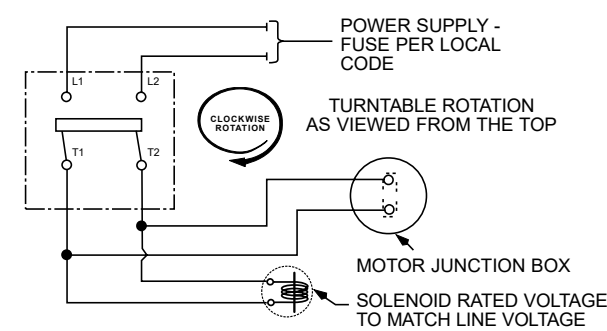 POWER SUPPLY -
FUSE PER LOCAL
CODE
L1
L2
CLOCKWISE
ROTATION
TURNTABLE ROTATION
AS VIEWED FROM THE TOP
T1
T2
MOTOR JUNCTION BOX
SOLENOID RATED VOLTAGE
TO MATCH LINE VOLTAGE